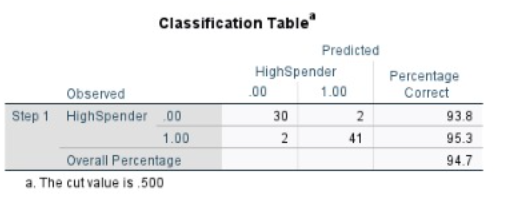 Classification Tableᵃ
Predicted
HighSpender Percentage
Observed .00 1.00 Correct
Step 1 HighSpender .00 30 2 93.8
1.00 2 41 95.3
Overall Percentage 94.7
a. The cut value is .500